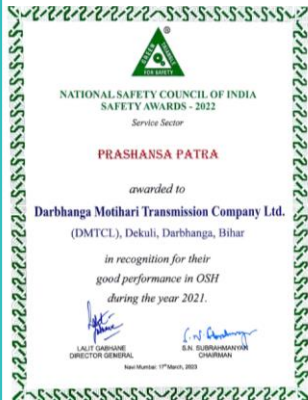 ®
GREEN TRIANGLE
FOR SAFETY
NATIONAL SAFETY COUNCIL OF INDIA
SAFETY AWARDS - 2022
Service Sector
PRASHANSA PATRA
awarded to
Darbhanga Motihari Transmission Company Ltd.
(DMTCL), Dekuli, Darbhanga, Bihar
in recognition for their
good performance in OSH
during the year 2021.
LALIT GABHANE
DIRECTOR GENERAL
S.N. SUBRAHMANYAN
CHAIRMAN
Navi Mumbai: 17th March, 2023